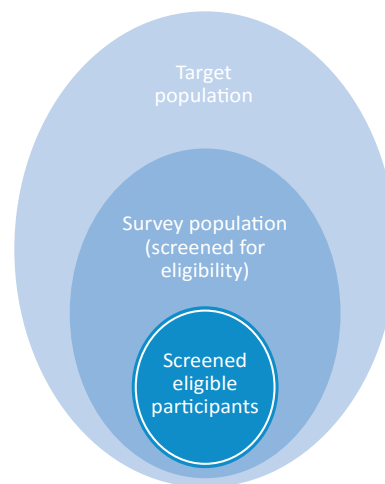 Target
population
Survey population
(screened for
eligibility)
Screened
eligible
participants